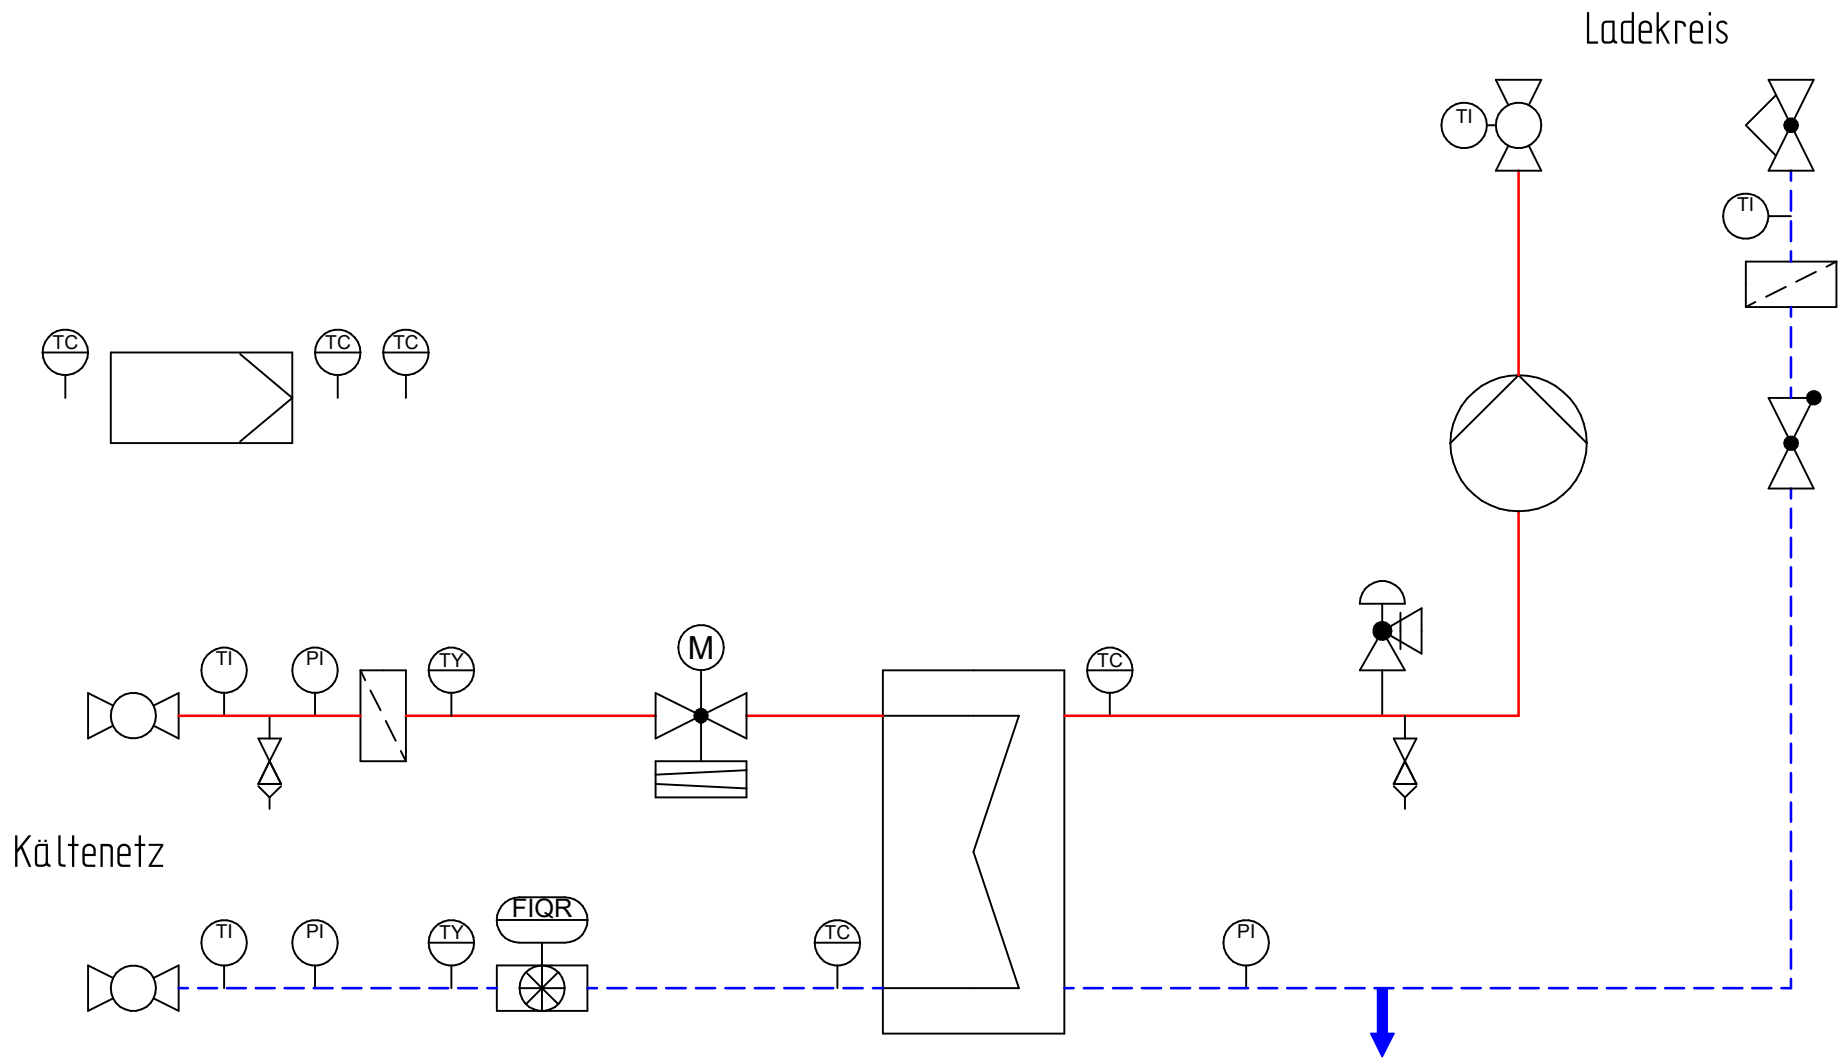 Ladekreis
TI
TI
TC
TC
TC
TI
PI
TY
M
TC
Kältenetz
TI
PI
TY
FIQR
TC
PI